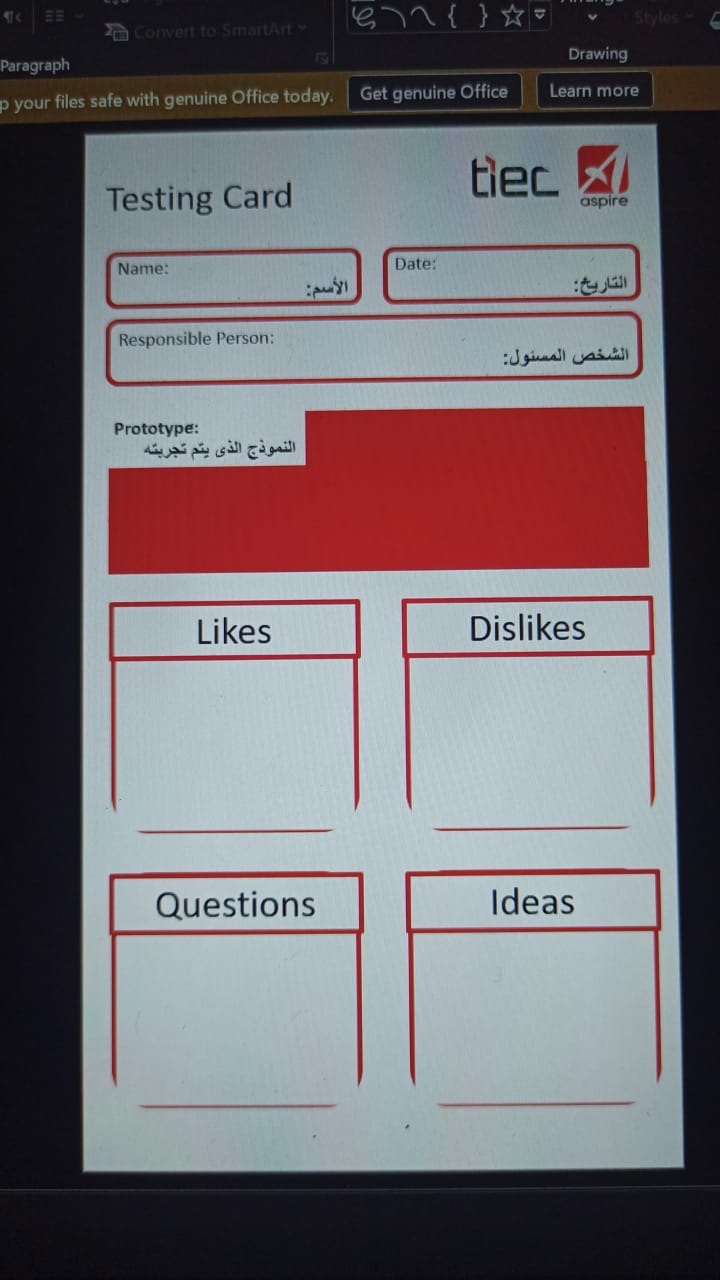 Convert to SmartArt
Styles
Paragraph
Drawing
p your files safe with genuine Office today.
Get genuine Office
Learn more
Testing Card
tiec
aspire
Name:
الأسم:
Date:
التاريخ:
Responsible Person:
الشخص المسئول:
Prototype:
النموذج الذى يتم تجربته
Likes
Dislikes
Questions
Ideas